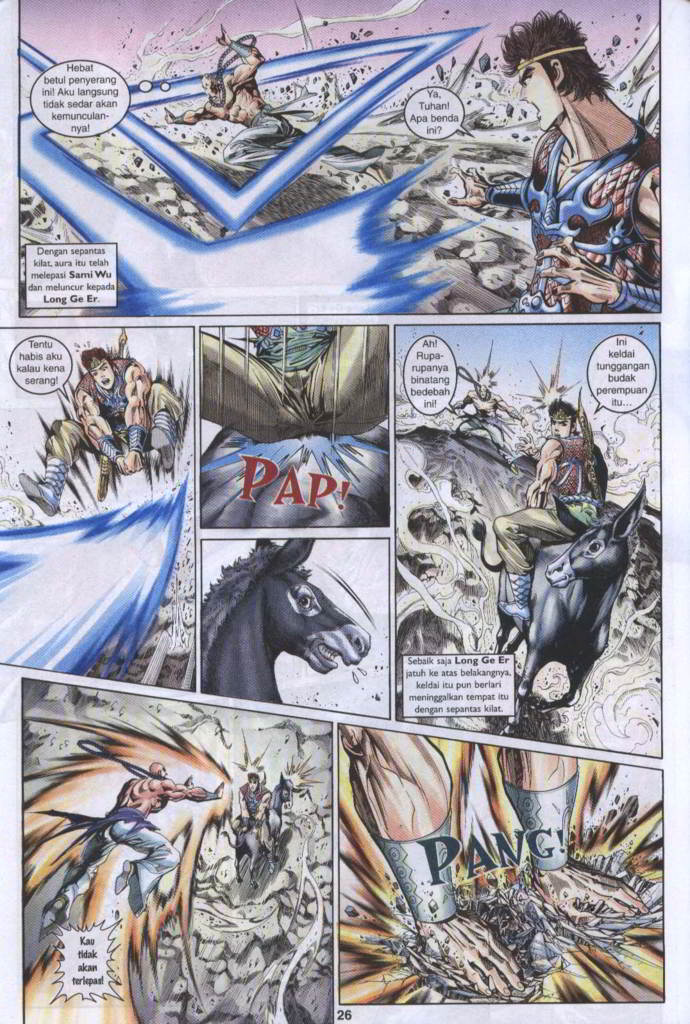 Hebat
betul penyerang
ini! Aku langsung
tidak sedar akan
kemunculan-
nya!
Ya,
Tuhan!
Apa benda
ini?
Dengan sepantas
kilat, aura itu telah
melepasi Sami Wu
dan meluncur kepada
Long Ge Er.
Tentu
habis aku
kalau kena
serang!
PAP!
Ah!
Rupa-
rupanya
binatang
bedebah
ini!
Ini
keldai
tunggangan
budak
perempuan
itu...
Sebaik saja Long Ge Er
jatuh ke atas belakangnya,
keldai itu pun berlari
meninggalkan tempat itu
dengan sepantas kilat.
Kau
tidak
akan
terlepas!
PANG!
26